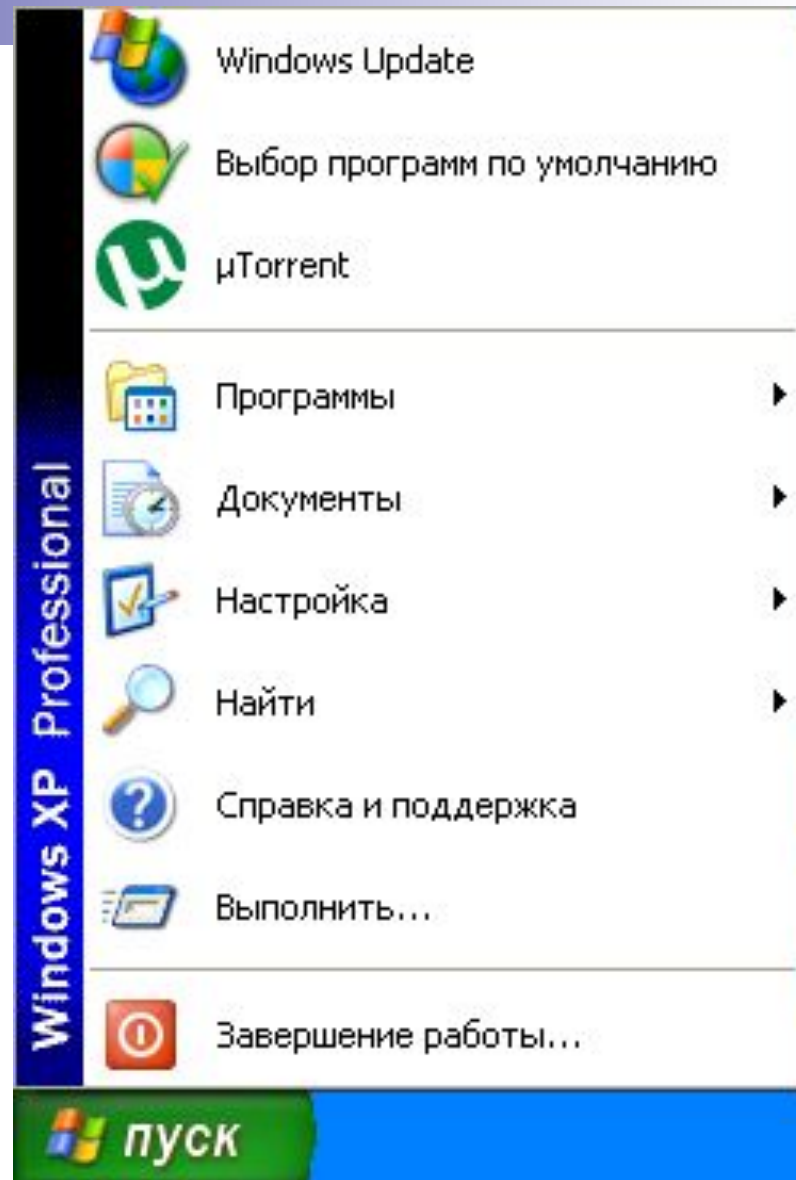 Windows Update
Выбор программ по умолчанию
µTorrent
Программы
Документы
Настройка
Найти
Справка и поддержка
Выполнить...
Завершение работы...
Windows XP Professional
пуск